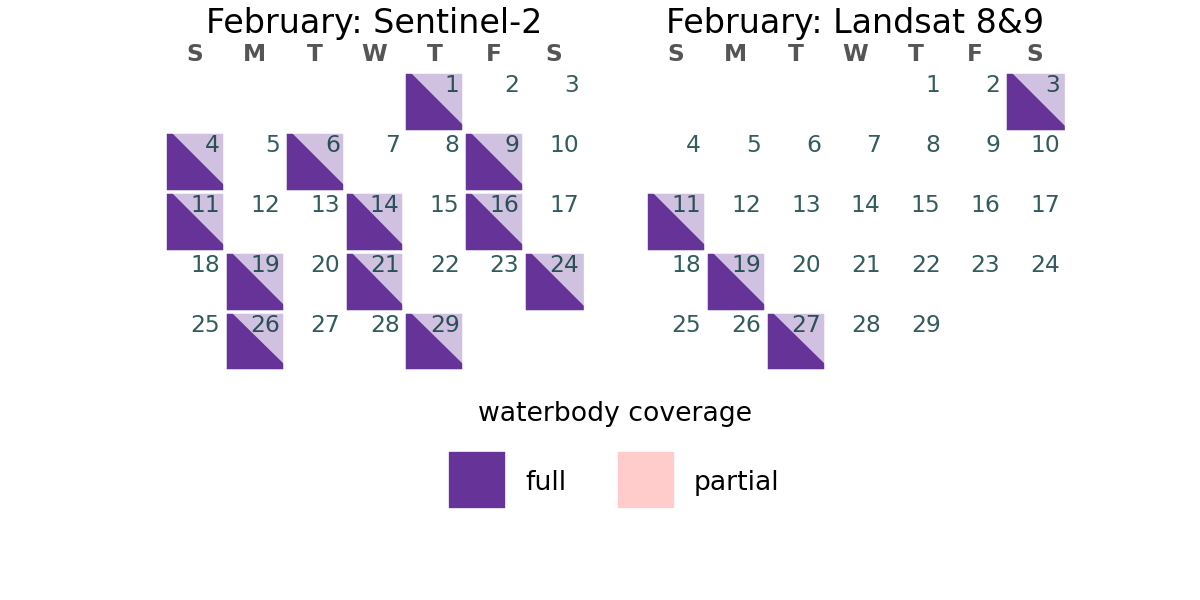 February: Sentinel-2
S M T W T F S
1 2 3
4 5 6 7 8 9 10
11 12 13 14 15 16 17
18 19 20 21 22 23 24
25 26 27 28 29
February: Landsat 8&9
S M T W T F S
1 2 3
4 5 6 7 8 9 10
11 12 13 14 15 16 17
18 19 20 21 22 23 24
25 26 27 28 29
waterbody coverage
full partial